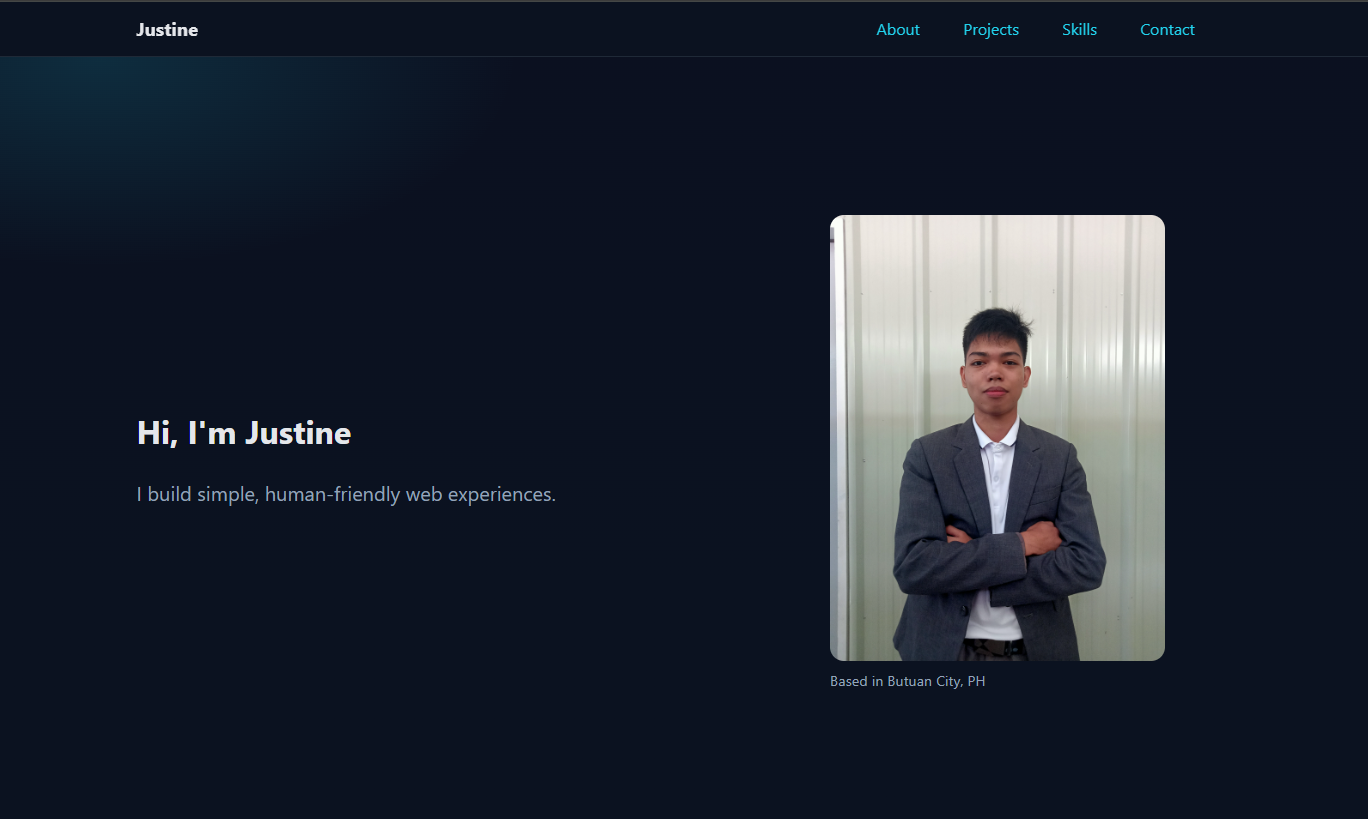 Justine
About Projects Skills Contact
Hi, I'm Justine
I build simple, human-friendly web experiences.
Based in Butuan City, PH